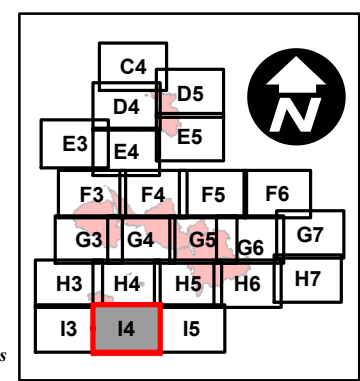 C4
D4 D5
E3 E4 E5
N
F3 F4 F5 F6
G3 G4 G5 G6 G7
H3 H4 H5 H6 H7
I3 I4 I5
s